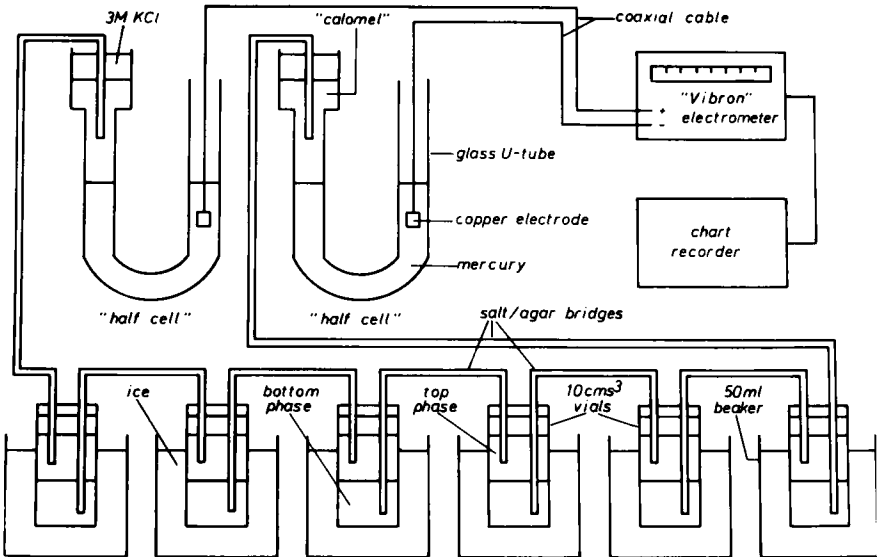 3M KCl
"calomel"
coaxial cable
"Vibron"
electrometer
+
-
glass U-tube
copper electrode
chart
recorder
mercury
"half cell"
"half cell"
salt/agar bridges
ice
bottom
phase
top
phase
10cms³
vials
50ml
beaker